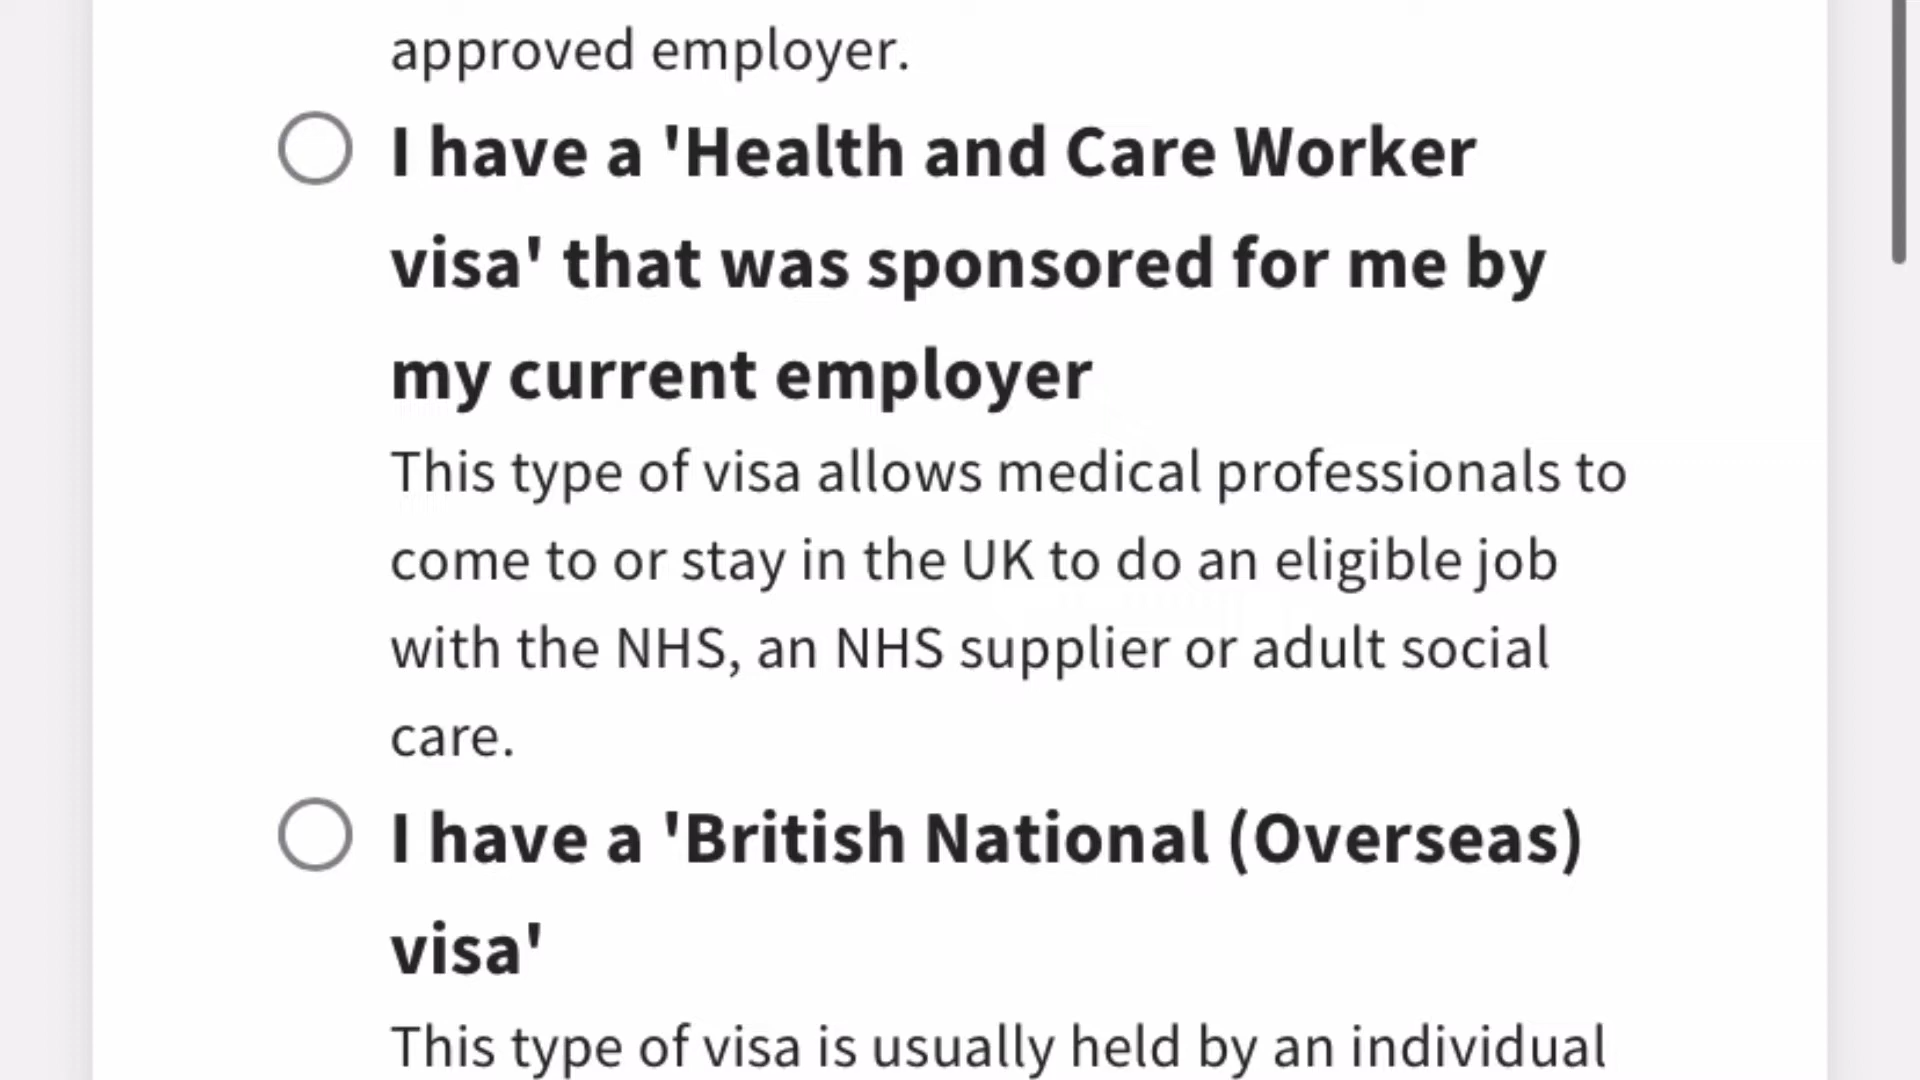 approved employer.
I have a 'Health and Care Worker
visa' that was sponsored for me by
my current employer
This type of visa allows medical professionals to
come to or stay in the UK to do an eligible job
with the NHS, an NHS supplier or adult social
care.
I have a 'British National (Overseas)
visa'
This type of visa is usually held by an individual